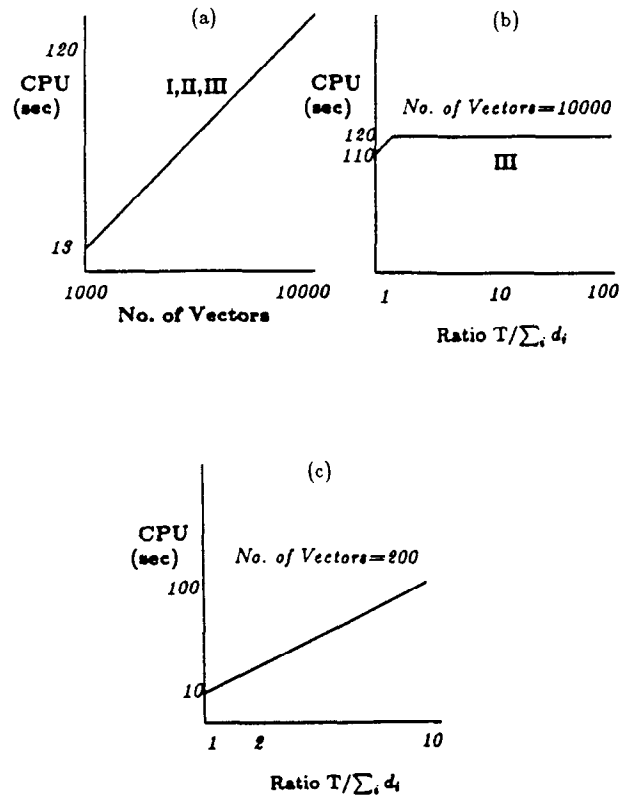 (a)
120
CPU
(sec)
I,II,III
13
1000
10000
No. of Vectors
(b)
CPU
(sec)
No. of Vectors=10000
120
110
III
1
10
100
Ratio T/∑ᵢ dᵢ
(c)
CPU
(sec)
No. of Vectors=200
100
10
1
2
10
Ratio T/∑ᵢ dᵢ